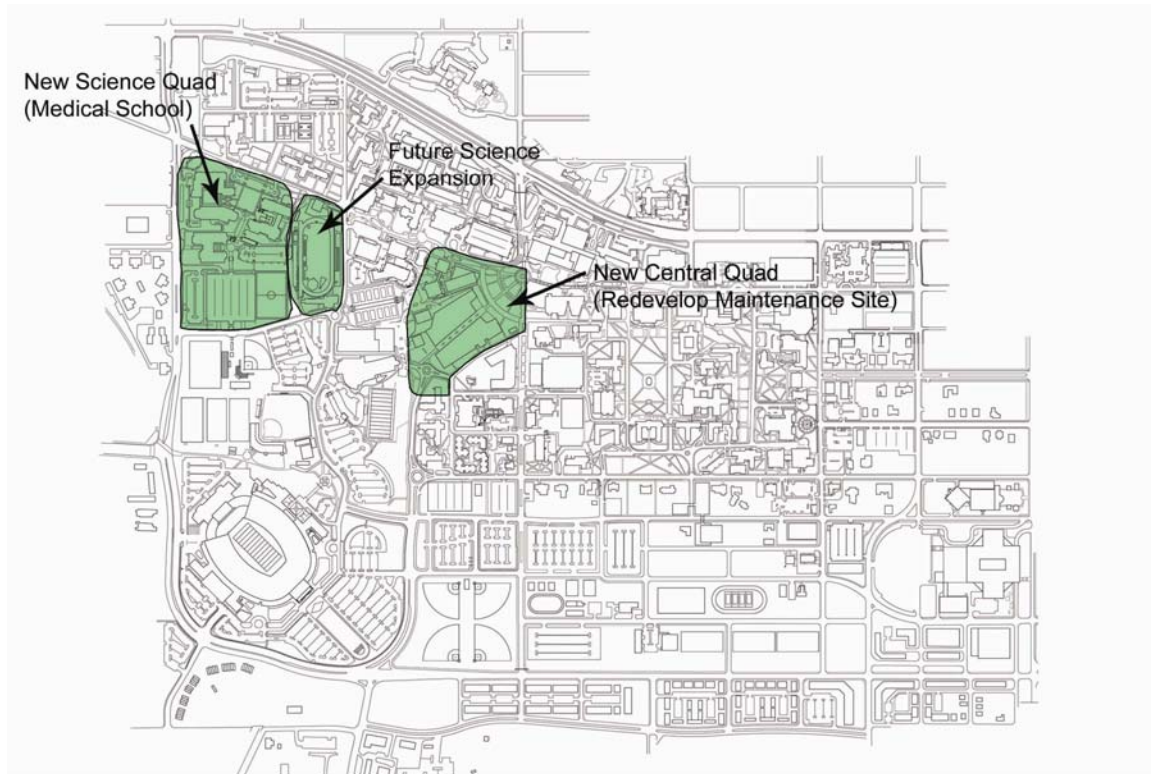 New Science Quad
(Medical School)
Future Science
Expansion
New Central Quad
(Redevelop Maintenance Site)